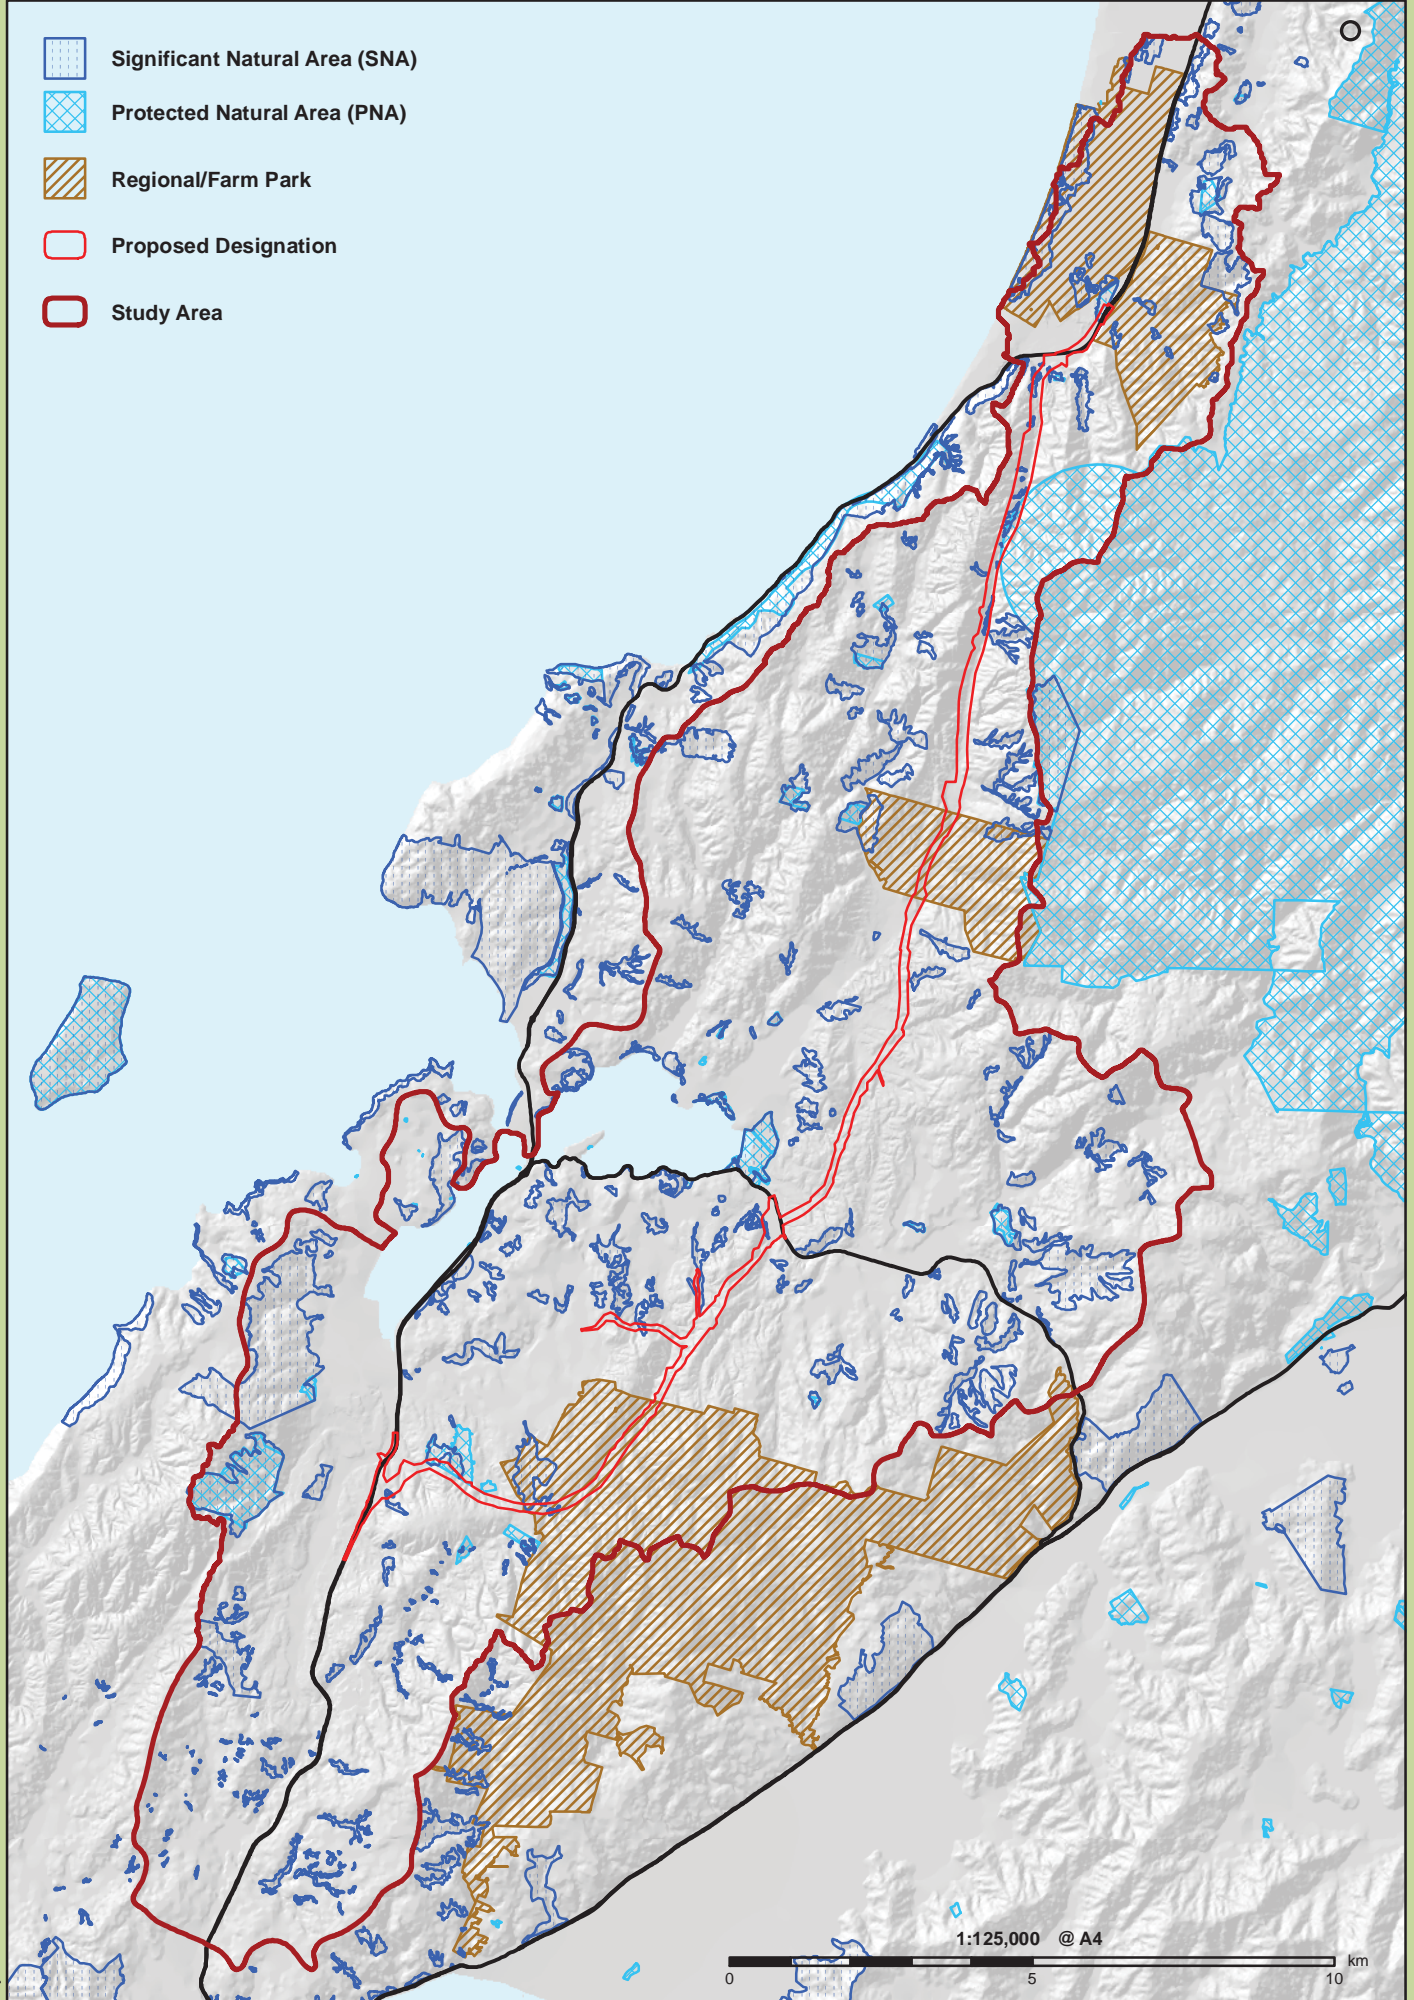 Significant Natural Area (SNA)
Protected Natural Area (PNA)
Regional/Farm Park
Proposed Designation
Study Area
1:125,000 @ A4
km
0 5 10